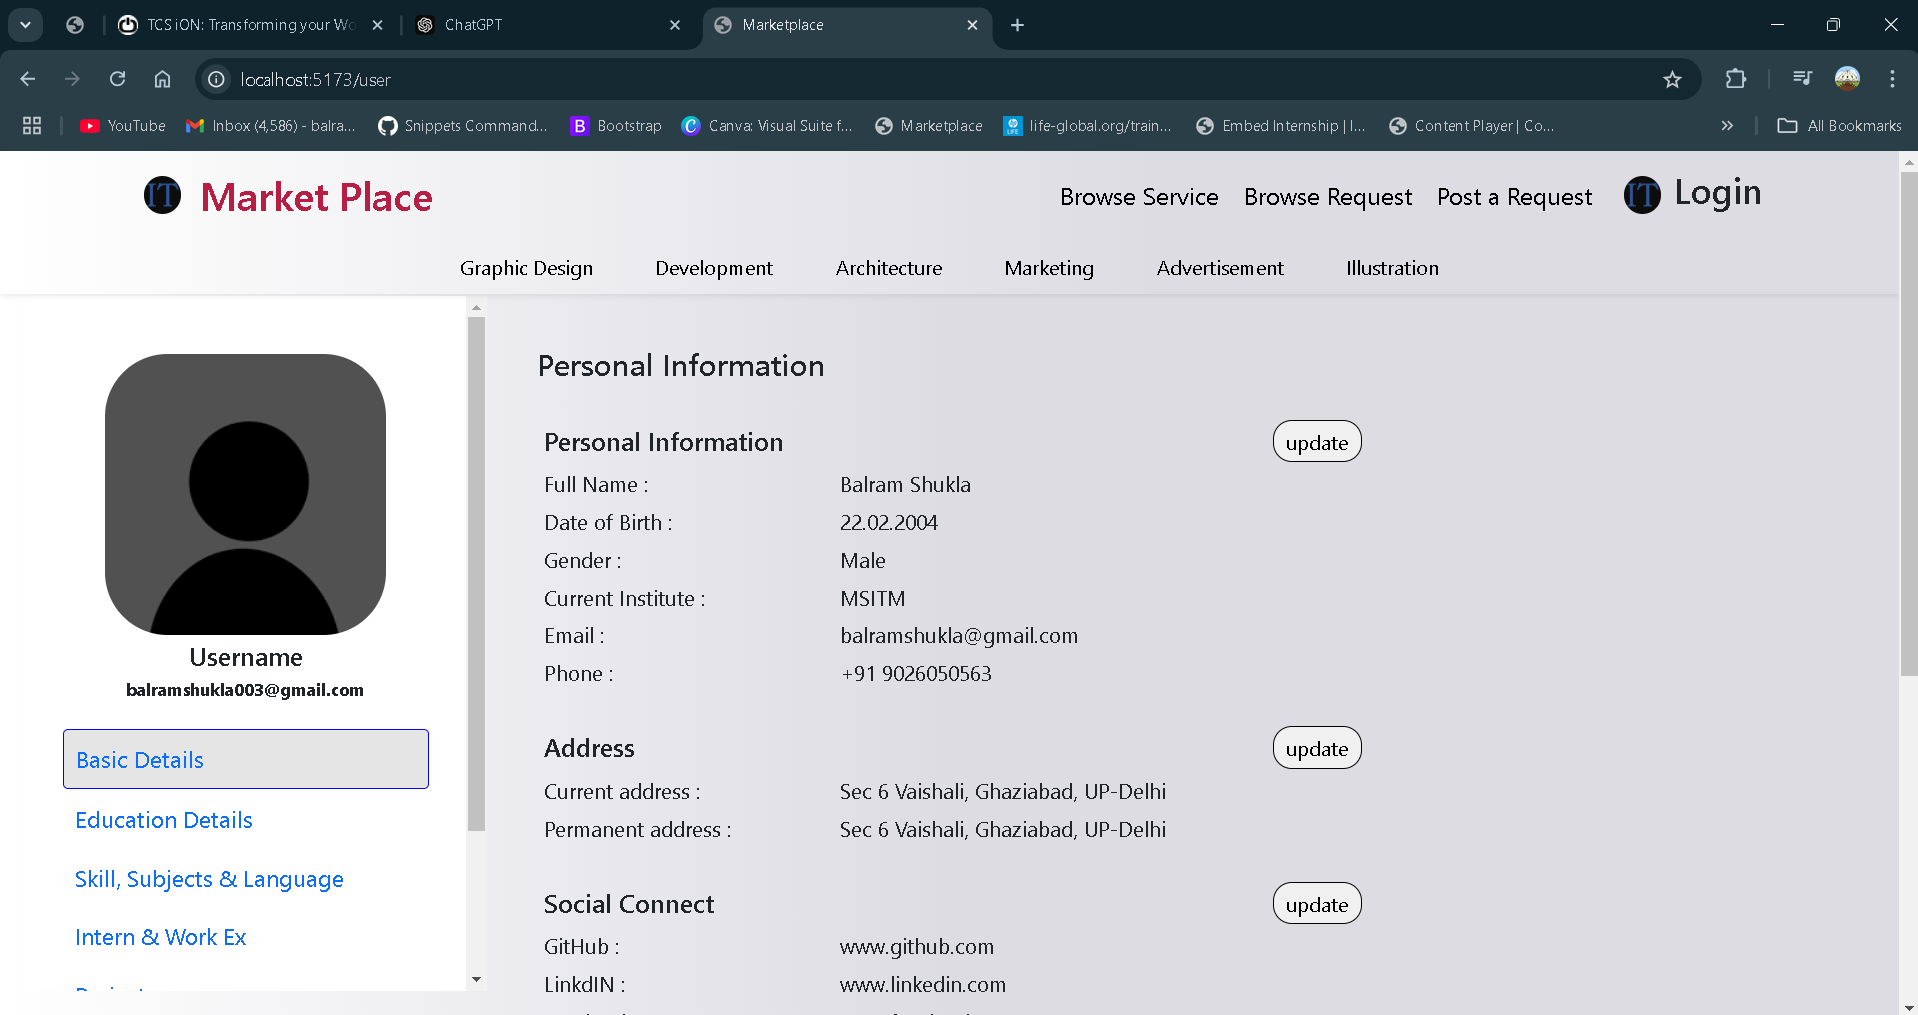 TCS iON: Transforming your Wo
ChatGPT
Marketplace
localhost:5173/user
YouTube
Inbox (4,586) - balra...
Snippets Command...
Bootstrap
Canva: Visual Suite f...
Marketplace
life-global.org/train...
Embed Internship | I...
Content Player | Co...
All Bookmarks
IT Market Place
Browse Service
Browse Request
Post a Request
IT Login
Graphic Design
Development
Architecture
Marketing
Advertisement
Illustration
Username
balramshukla003@gmail.com
Basic Details
Education Details
Skill, Subjects & Language
Intern & Work Ex
Personal Information
Personal Information
update
Full Name : Balram Shukla
Date of Birth : 22.02.2004
Gender : Male
Current Institute : MSITM
Email : balramshukla@gmail.com
Phone : +91 9026050563
Address
update
Current address : Sec 6 Vaishali, Ghaziabad, UP-Delhi
Permanent address : Sec 6 Vaishali, Ghaziabad, UP-Delhi
Social Connect
update
GitHub : www.github.com
LinkdIN : www.linkedin.com